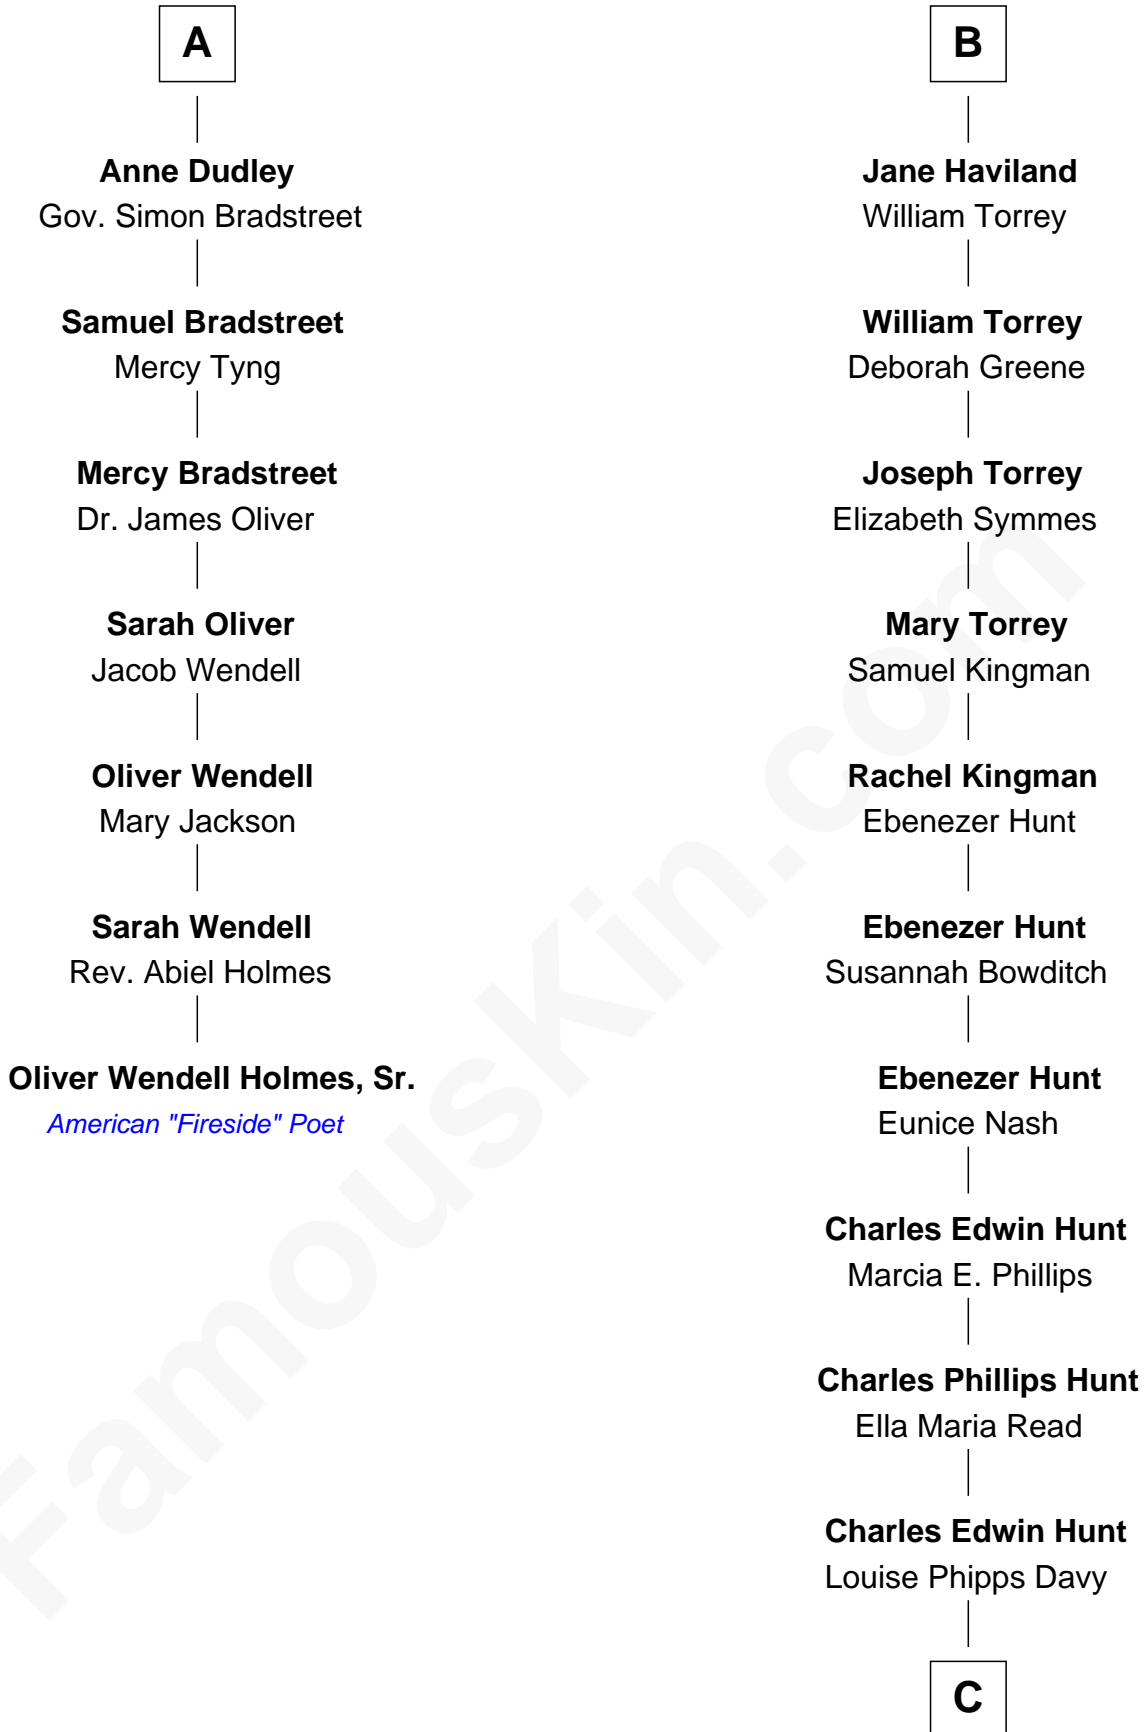 A
Anne Dudley
Gov. Simon Bradstreet
Samuel Bradstreet
Mercy Tyng
Mercy Bradstreet
Dr. James Oliver
Sarah Oliver
Jacob Wendell
Oliver Wendell
Mary Jackson
Sarah Wendell
Rev. Abiel Holmes
Oliver Wendell Holmes, Sr.
American "Fireside" Poet
B
Jane Haviland
William Torrey
William Torrey
Deborah Greene
Joseph Torrey
Elizabeth Symmes
Mary Torrey
Samuel Kingman
Rachel Kingman
Ebenezer Hunt
Ebenezer Hunt
Susannah Bowditch
Ebenezer Hunt
Eunice Nash
Charles Edwin Hunt
Marcia E. Phillips
Charles Phillips Hunt
Ella Maria Read
Charles Edwin Hunt
Louise Phipps Davy
C
FamousKin.com